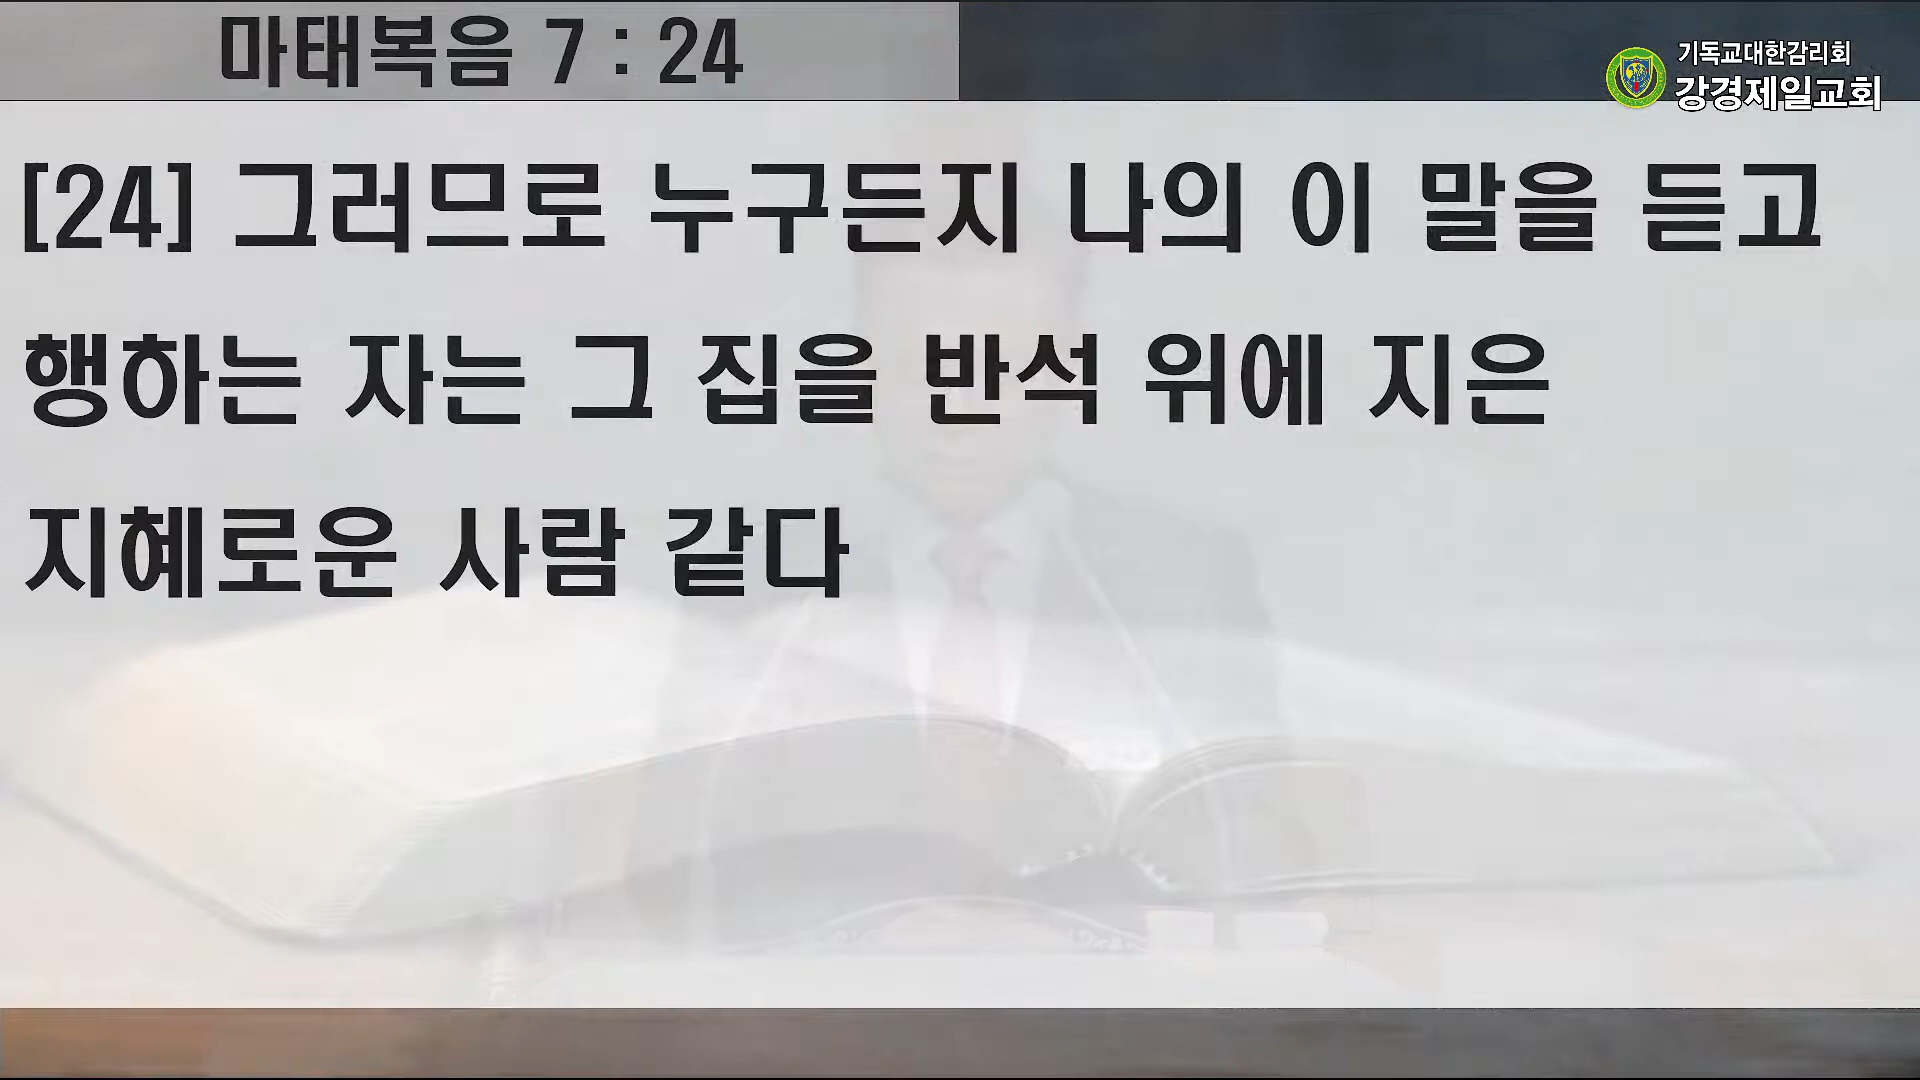 마태복음 7 : 24
기독교대한감리회
강경제일교회
[24] 그러므로 누구든지 나의 이 말을 듣고
행하는 자는 그 집을 반석 위에 지은
지혜로운 사람 같다